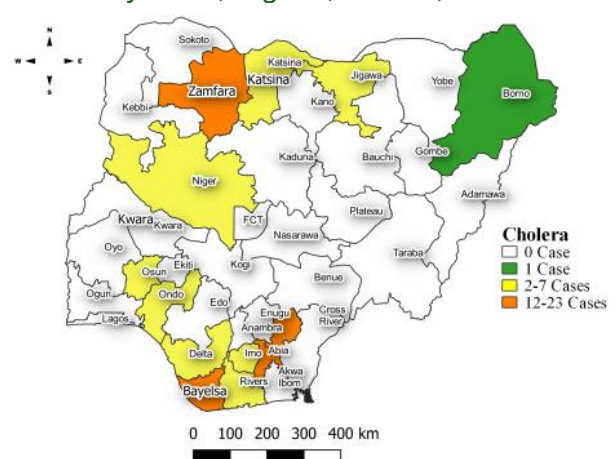 N
W E
S
Sokoto
Katsina
Katsina
Jigawa
Zamfara
Yobe
Borno
Kebbi
Kano
Gombe
Kaduna
Bauchi
Niger
Adamawa
Plateau
Kwara
Kwara
FCT
Nasarawa
Oyo
Taraba
Ekiti
Kogi
Osun
Benue
Ogun
Ondo
Edo
Lagos
Enugu
Anambra
Cross
River
Delta
Imo
Abia
Akwa
Ibom
Rivers
Bayelsa
Cholera
0 Case
1 Case
2-7 Cases
12-23 Cases
0 100 200 300 400 km